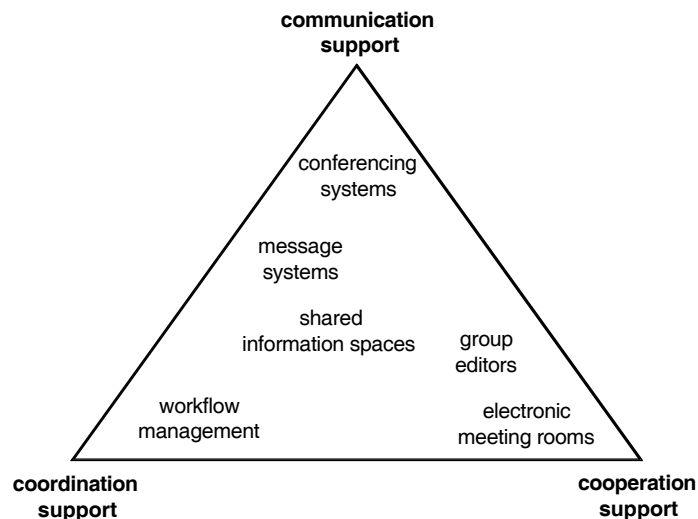 communication
support
conferencing
systems
message
systems
shared
information spaces
group
editors
workflow
management
electronic
meeting rooms
coordination
support
cooperation
support